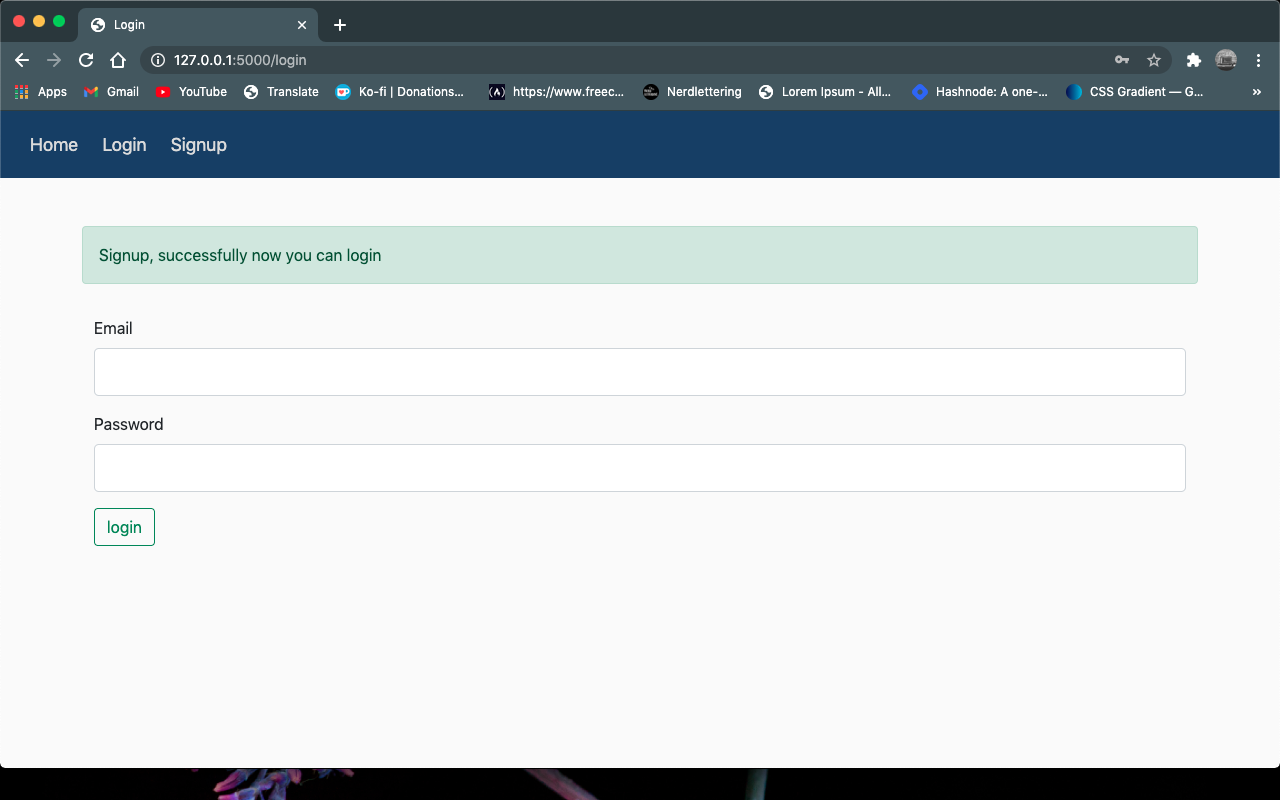 Login
127.0.0.1:5000/login
Apps Gmail YouTube Translate Ko-fi | Donations... https://www.freec... Nerdlettering Lorem Ipsum - All... Hashnode: A one-... CSS Gradient — G... »
Home Login Signup
Signup, successfully now you can login
Email
Password
login